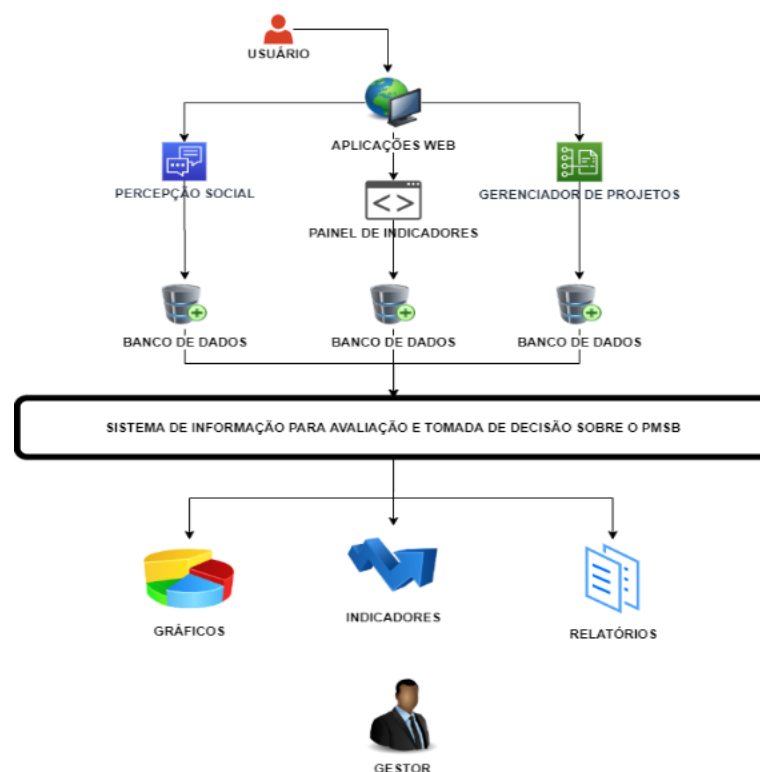 USUÁRIO
APLICAÇÕES WEB
PERCEPÇÃO SOCIAL
GERENCIADOR DE PROJETOS
PAINEL DE INDICADORES
BANCO DE DADOS
BANCO DE DADOS
BANCO DE DADOS
SISTEMA DE INFORMAÇÃO PARA AVALIAÇÃO E TOMADA DE DECISÃO SOBRE O PMSB
GRÁFICOS
INDICADORES
RELATÓRIOS
GESTOR